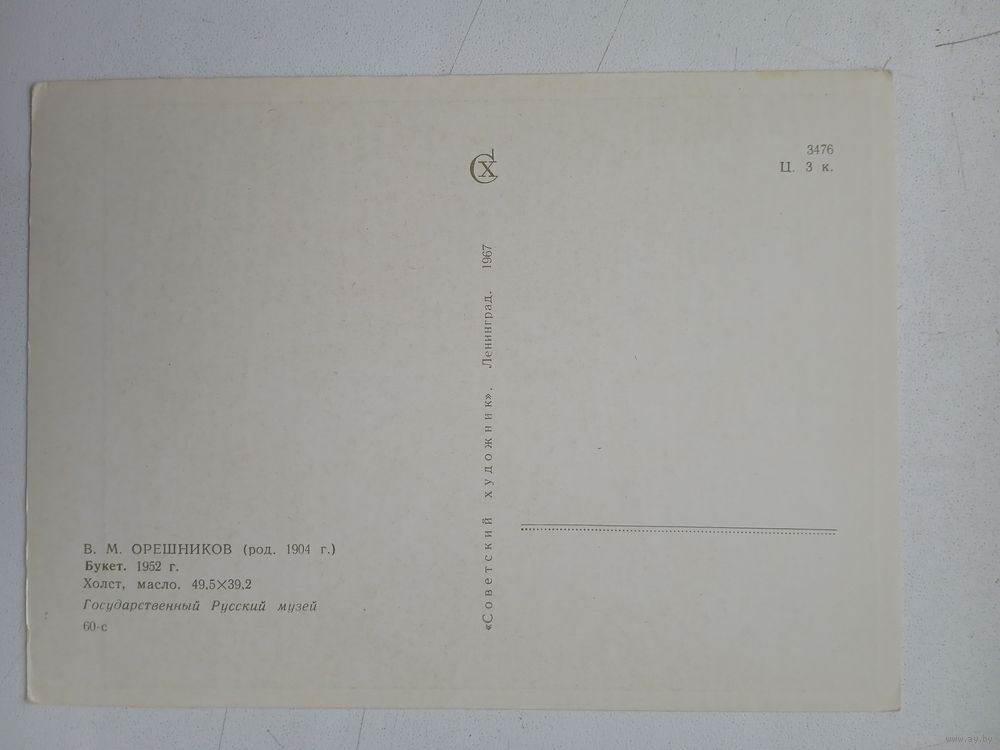 СХ
3476
Ц. 3 к.
«Советский художник». Ленинград. 1967
В. М. ОРЕШНИКОВ (род. 1904 г.)
Букет. 1952 г.
Холст, масло. 49,5×39,2
Государственный Русский музей
60-с
www.ay.by